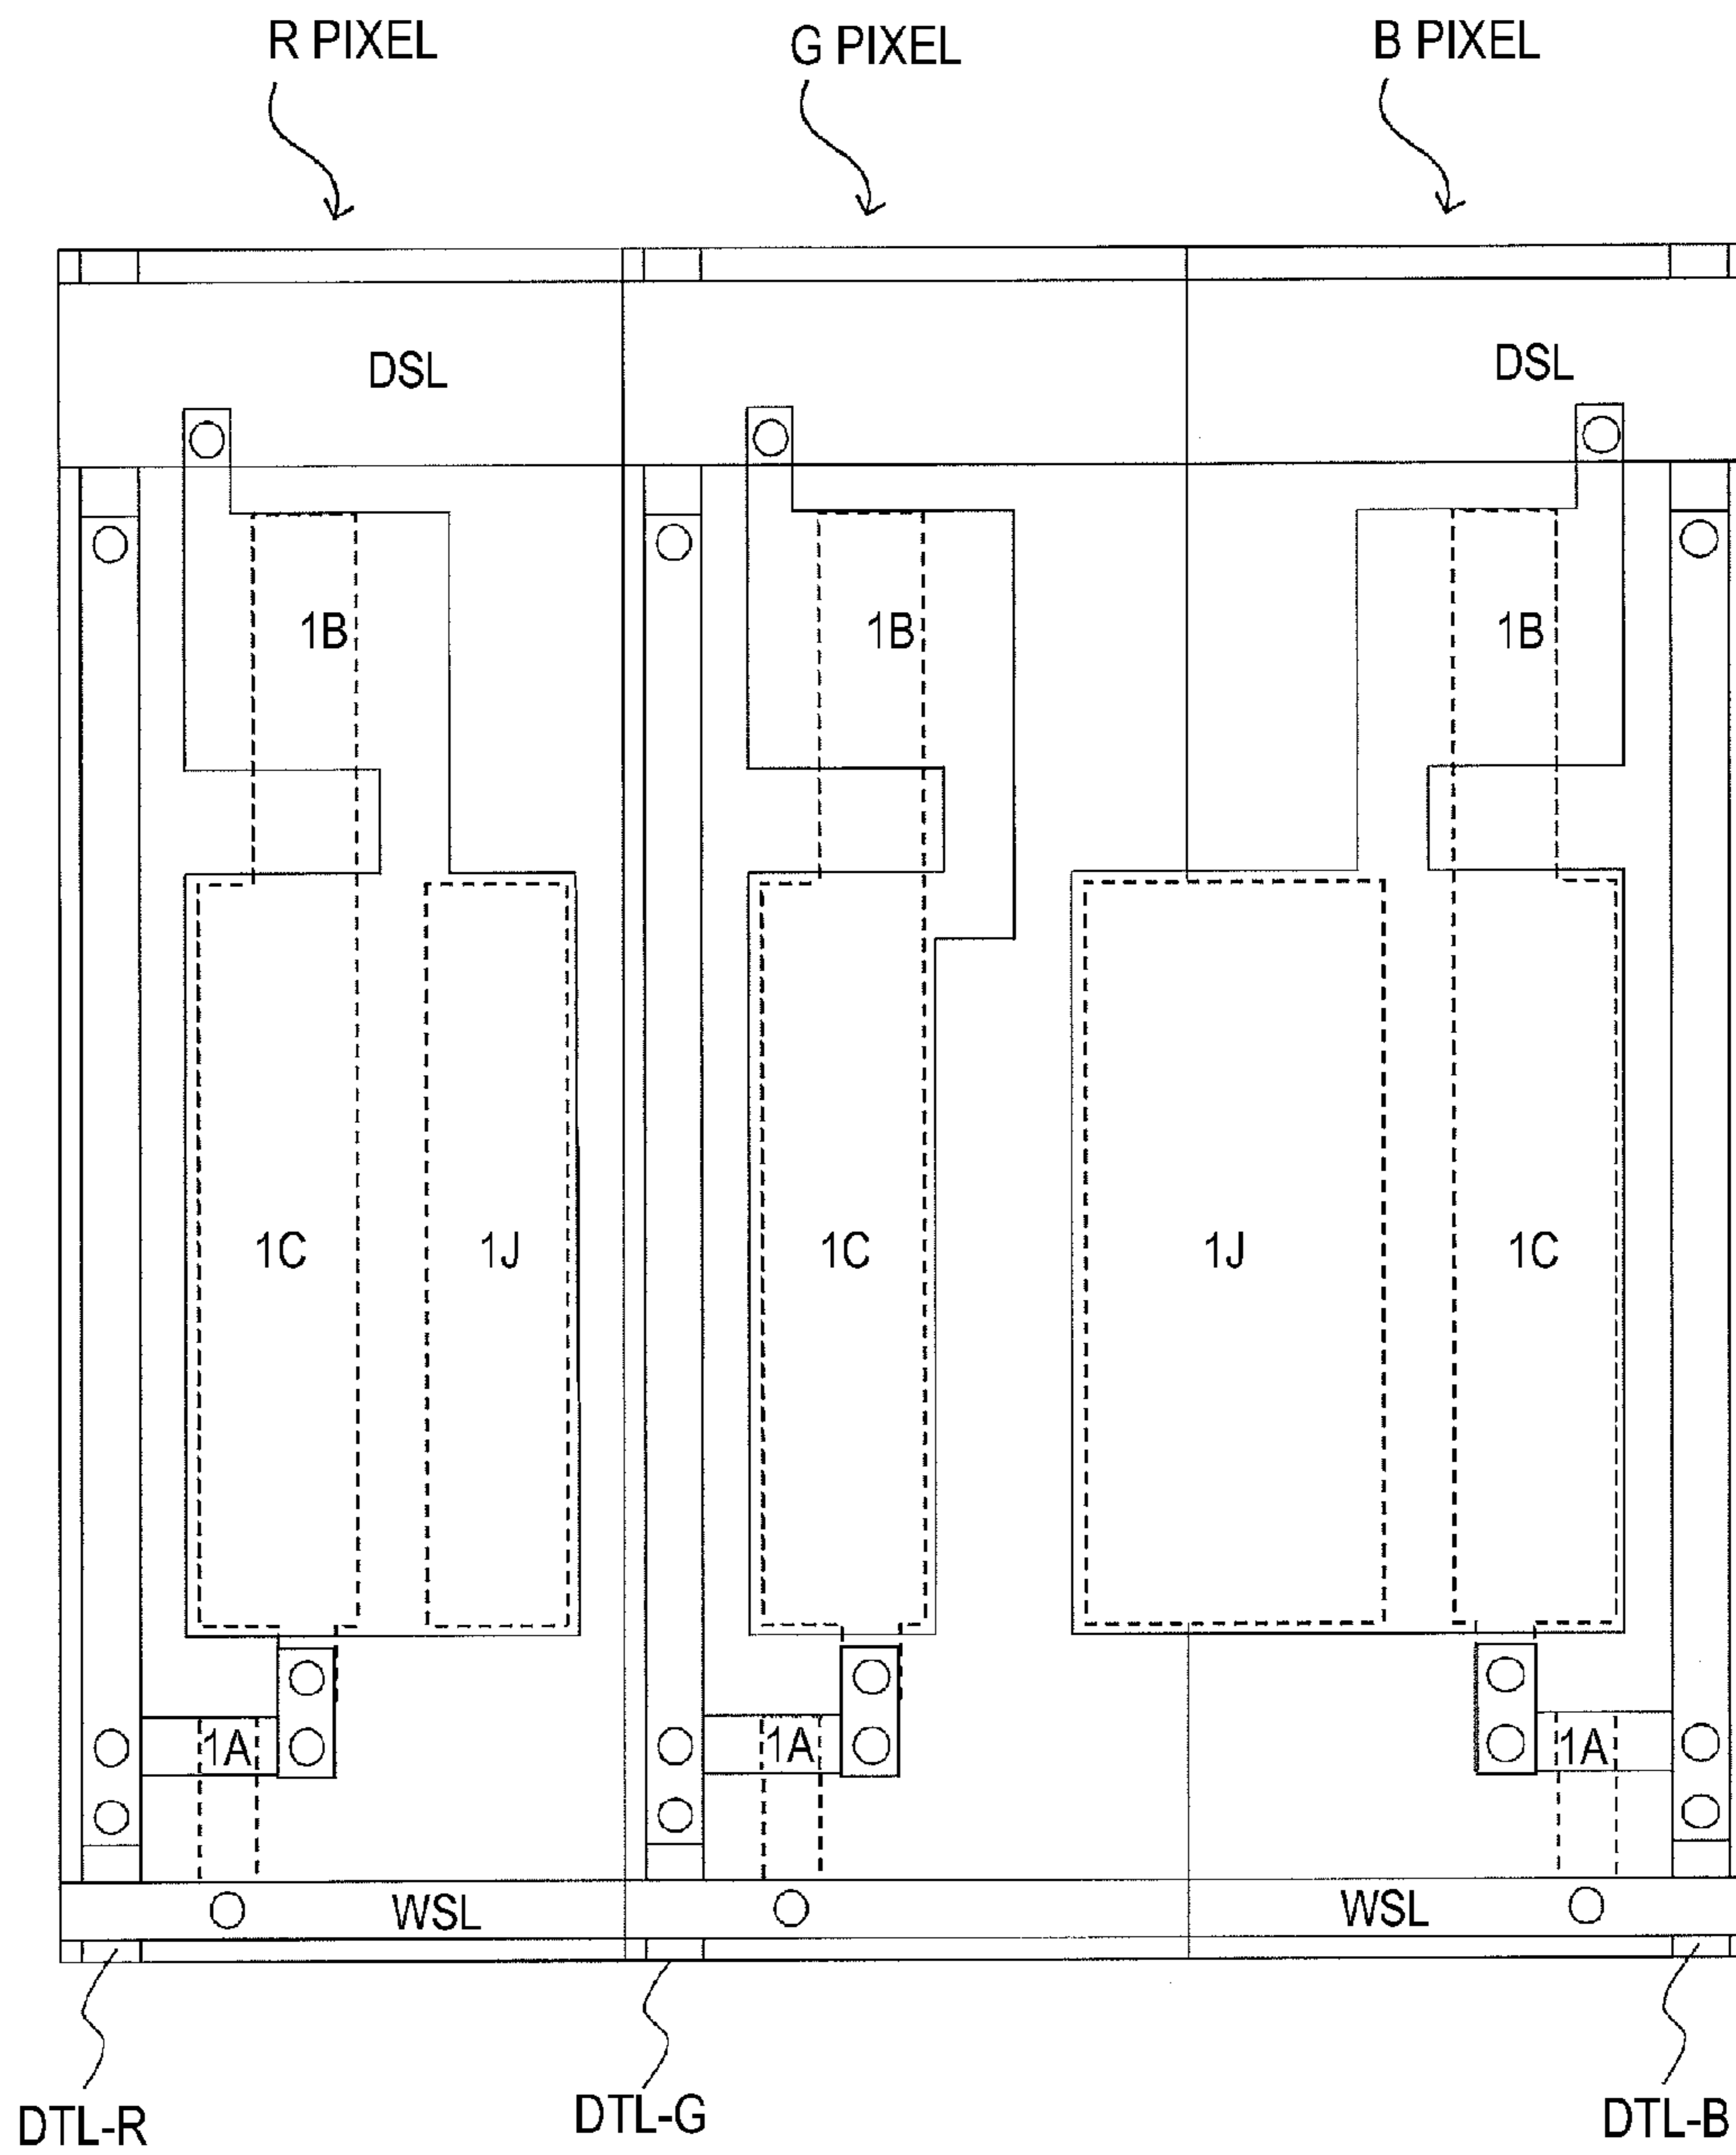 R PIXEL G PIXEL B PIXEL
DSL DSL
1B 1B 1B
1C 1J 1C 1J 1C
1A 1A 1A
WSL WSL
DTL-R DTL-G DTL-B